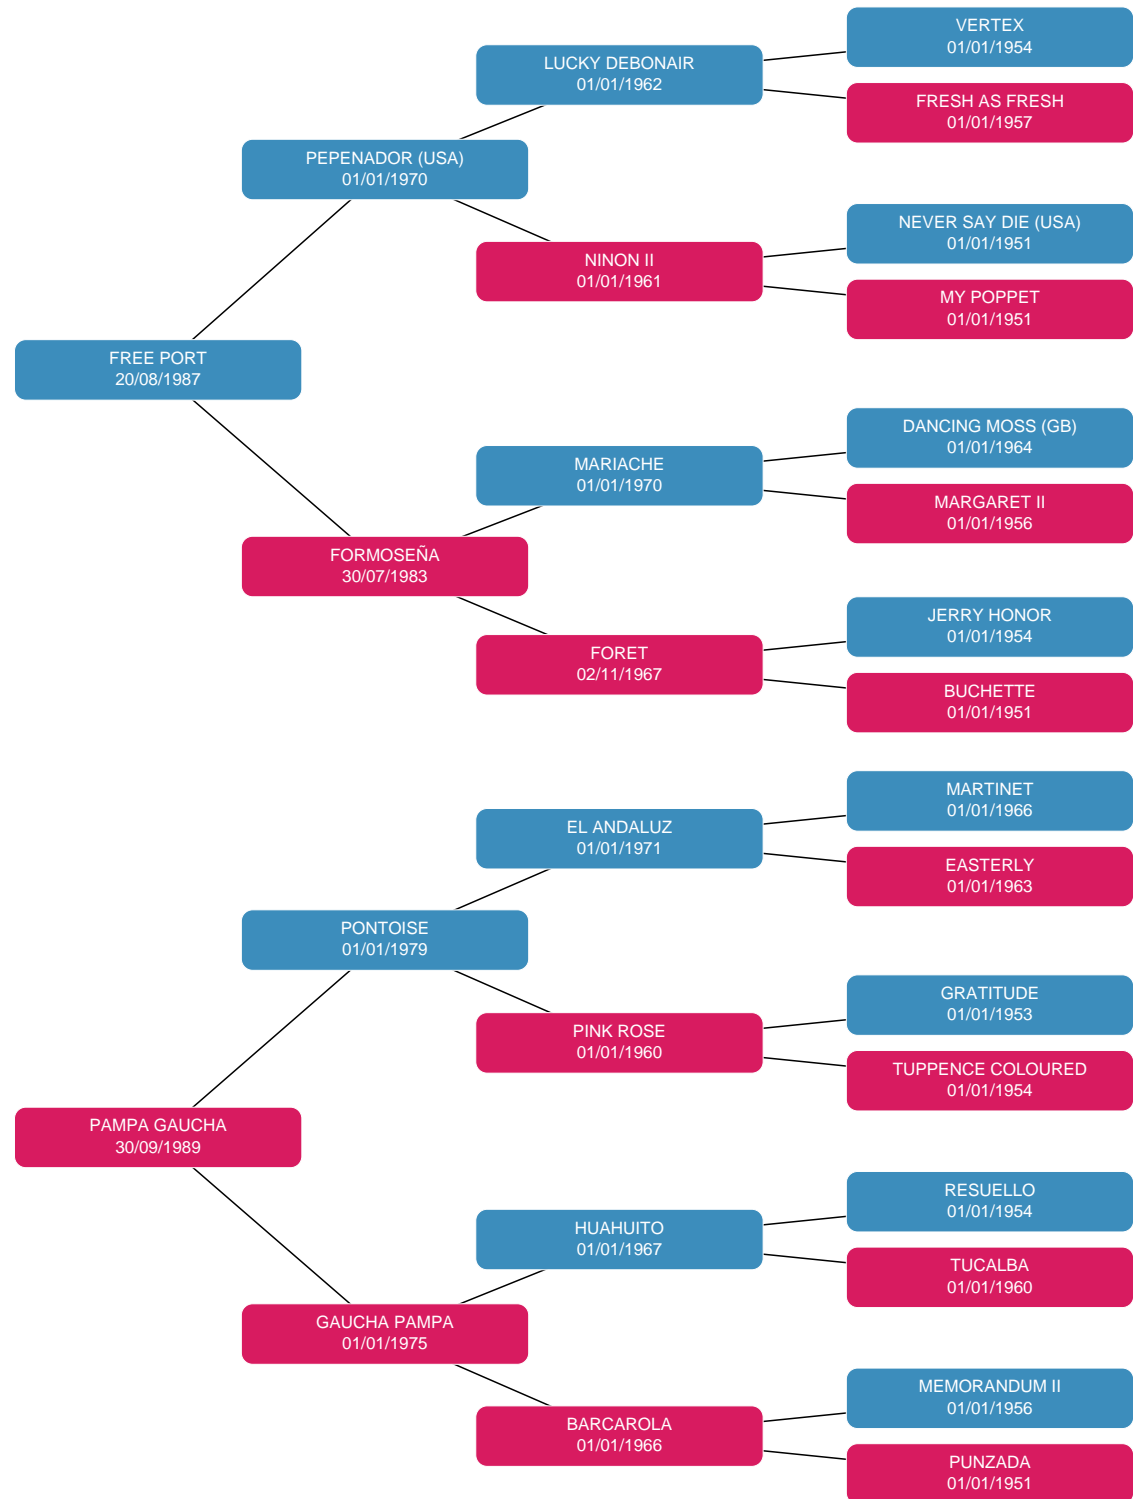 VERTEX
01/01/1954
LUCKY DEBONAIR
01/01/1962
FRESH AS FRESH
01/01/1957
PEPENADOR (USA)
01/01/1970
NEVER SAY DIE (USA)
01/01/1951
NINON II
01/01/1961
MY POPPET
01/01/1951
FREE PORT
20/08/1987
DANCING MOSS (GB)
01/01/1964
MARIACHE
01/01/1970
MARGARET II
01/01/1956
FORMOSEÑA
30/07/1983
JERRY HONOR
01/01/1954
FORET
02/11/1967
BUCHETTE
01/01/1951
MARTINET
01/01/1966
EL ANDALUZ
01/01/1971
EASTERLY
01/01/1963
PONTOISE
01/01/1979
GRATITUDE
01/01/1953
PINK ROSE
01/01/1960
TUPPENCE COLOURED
01/01/1954
PAMPA GAUCHA
30/09/1989
RESUELLO
01/01/1954
HUAHUITO
01/01/1967
TUCALBA
01/01/1960
GAUCHA PAMPA
01/01/1975
MEMORANDUM II
01/01/1956
BARCAROLA
01/01/1966
PUNZADA
01/01/1951